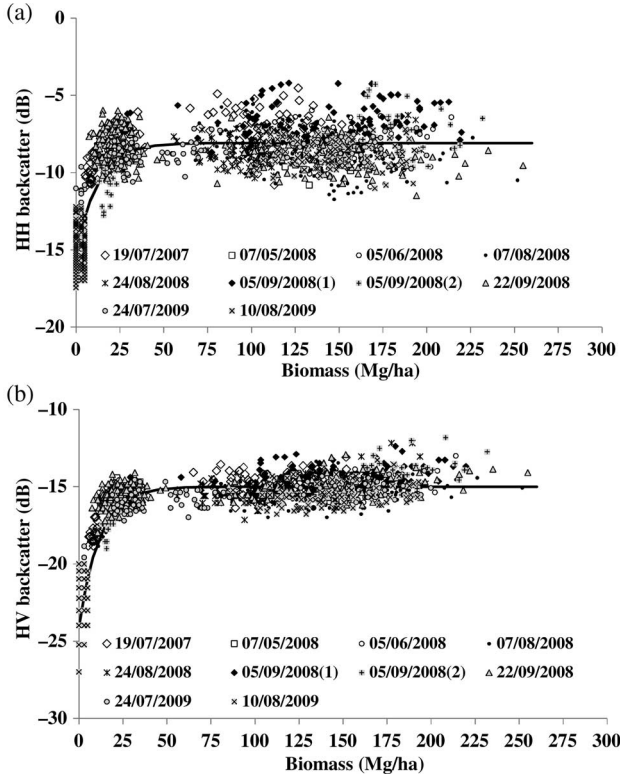 (a)
0
−5
−10
−15
−20
HH backcatter (dB)
19/07/2007 07/05/2008 05/06/2008 07/08/2008
24/08/2008 05/09/2008(1) 05/09/2008(2) 22/09/2008
24/07/2009 10/08/2009
0 25 50 75 100 125 150 175 200 225 250 275 300
Biomass (Mg/ha)
(b)
−10
−15
−20
−25
−30
HV backcatter (dB)
19/07/2007 07/05/2008 05/06/2008 07/08/2008
24/08/2008 05/09/2008(1) 05/09/2008(2) 22/09/2008
24/07/2009 10/08/2009
0 25 50 75 100 125 150 175 200 225 250 275 300
Biomass (Mg/ha)